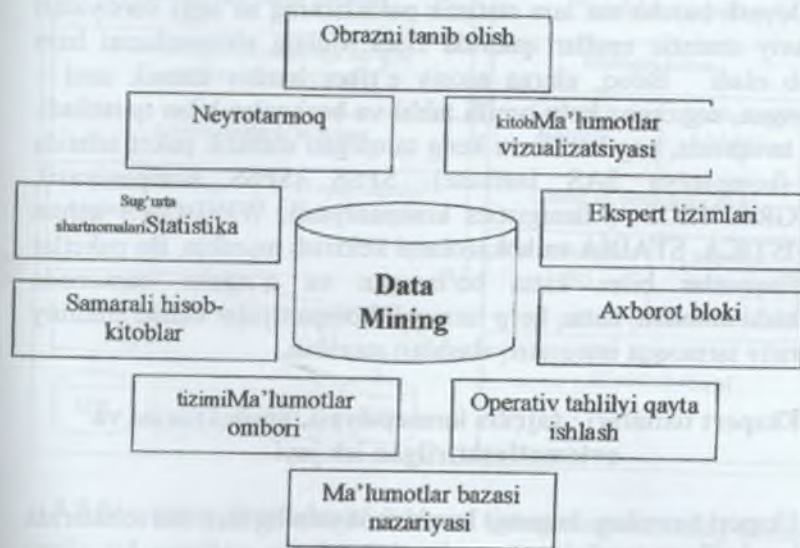 Obrazni tanib olish
Neyrotarmoq
kitobMa'lumotlar
vizualizatsiyasi
Sug'urta
shartnomalariStatistika
Ekspert tizimlari
Data
Mining
Samarali hisob-
kitoblar
Axborot bloki
tizimiMa'lumotlar
ombori
Operativ tahlilyi qayta
ishlash
Ma'lumotlar bazasi
nazariyasi